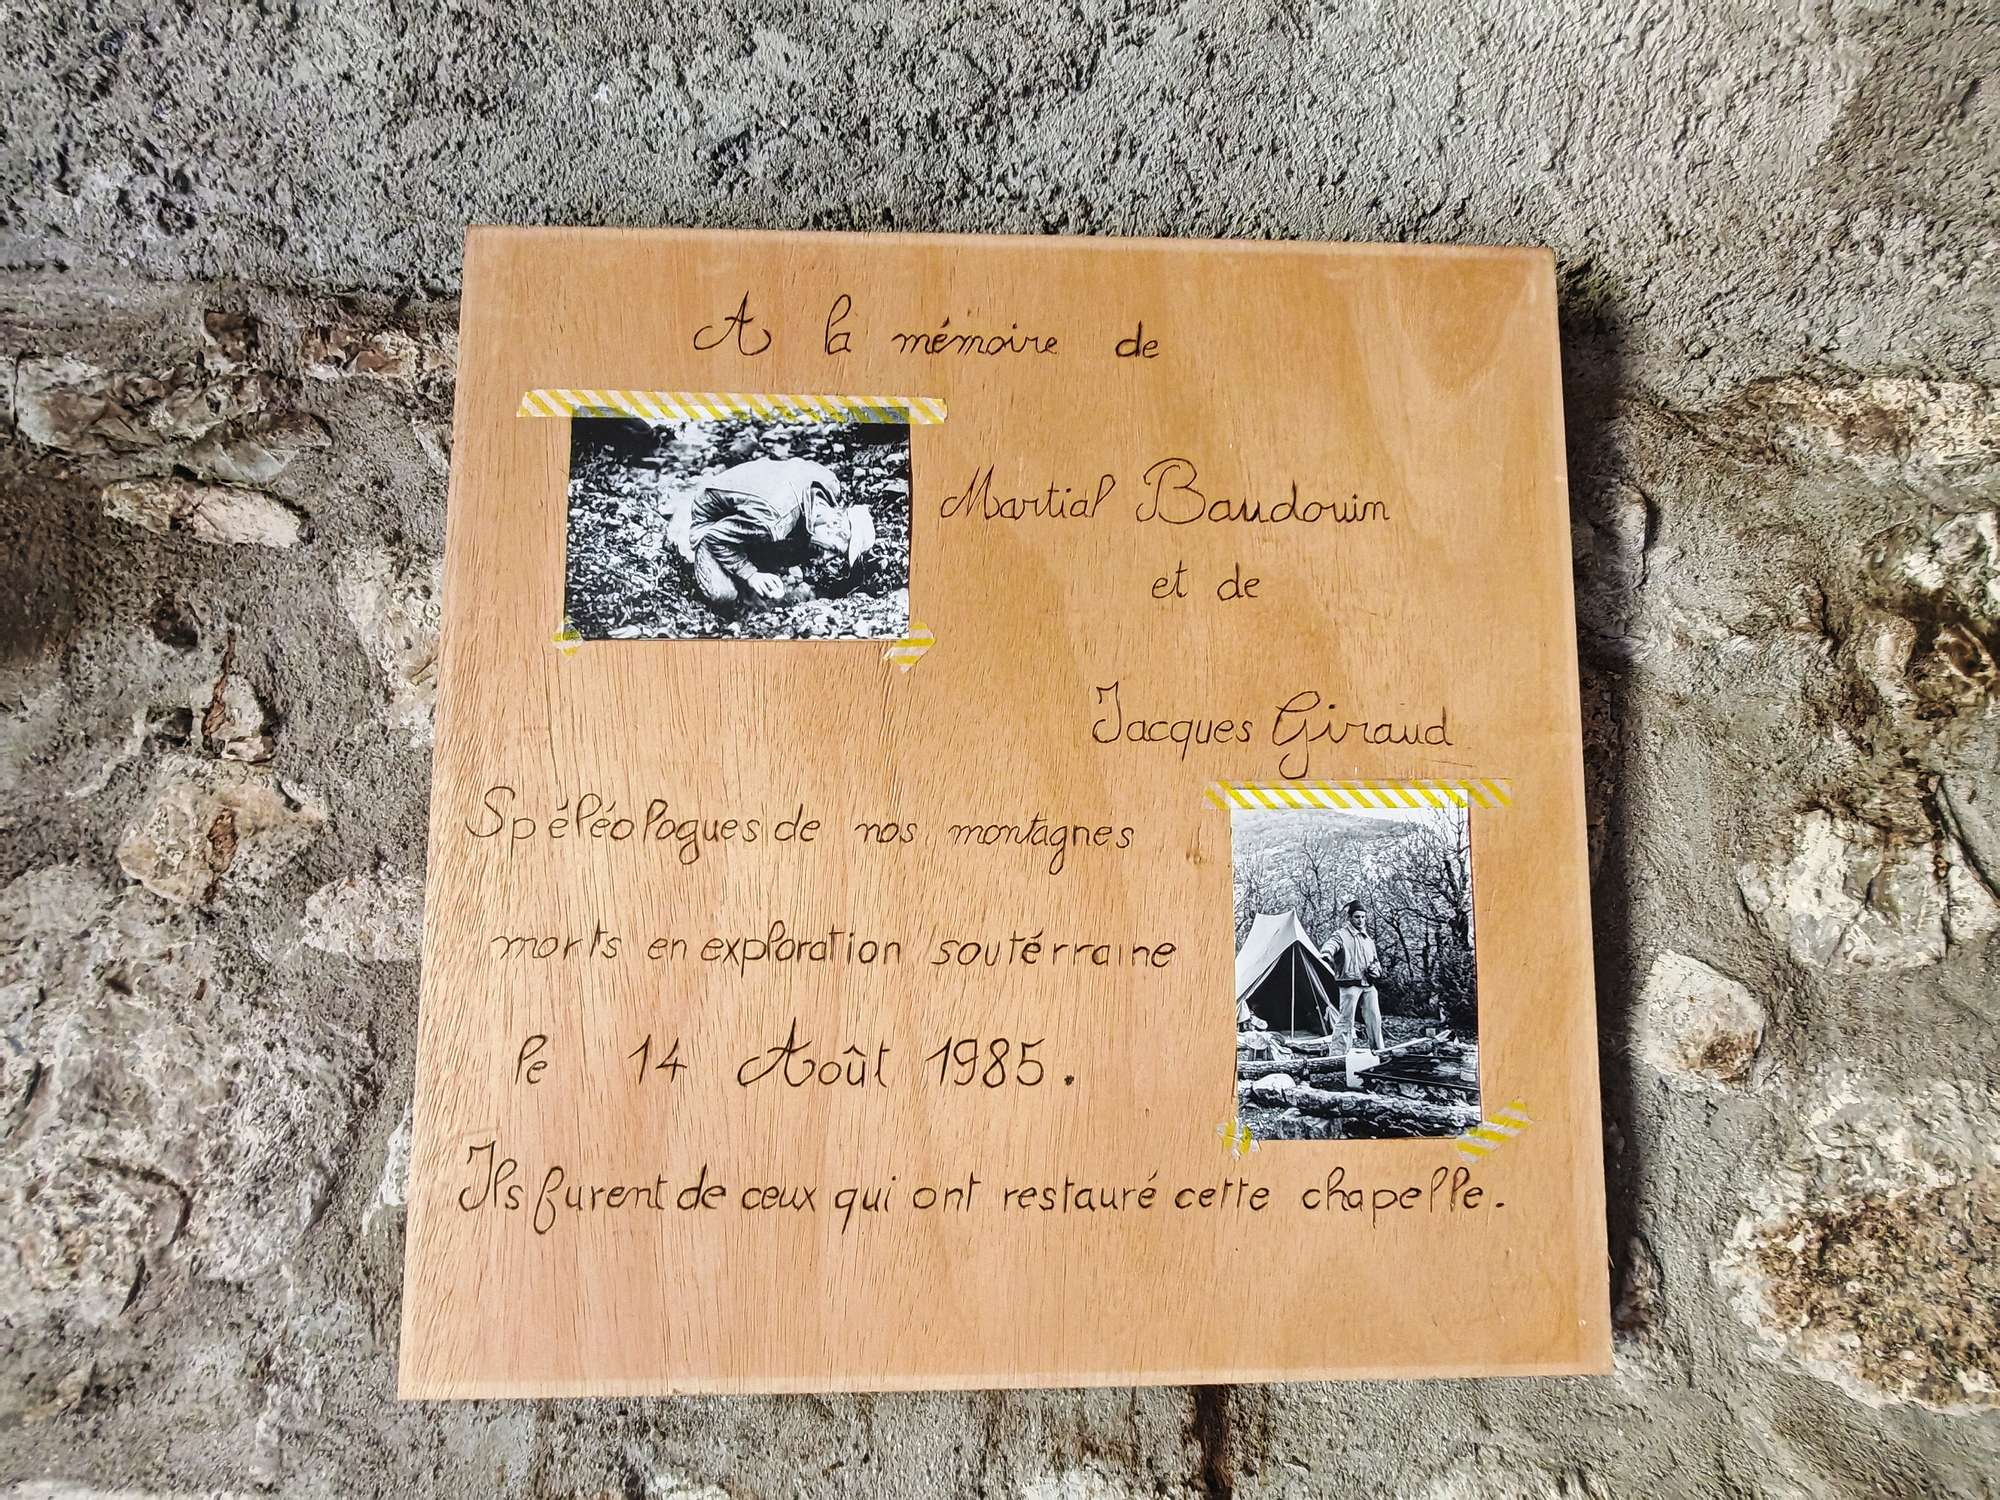 A la mémoire de
Martial Baudouin
et de
Jacques Giraud
Spéléologues de nos montagnes
morts en exploration soutérraine
le 14 Août 1985.
Ils furent de ceux qui ont restauré cette chapelle.